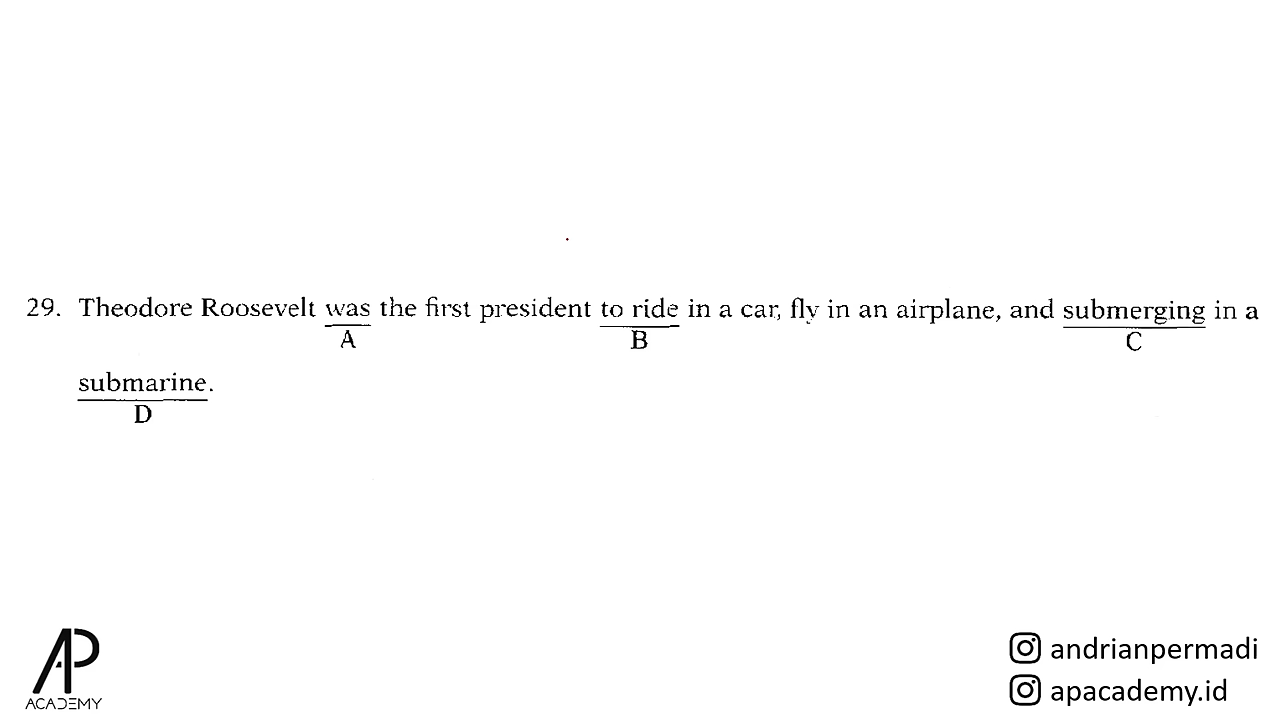 29. Theodore Roosevelt was the first president to ride in a car, fly in an airplane, and submerging in a
A B C
submarine.
D
AP
ACADEMY
andrianpermadi
apacademy.id